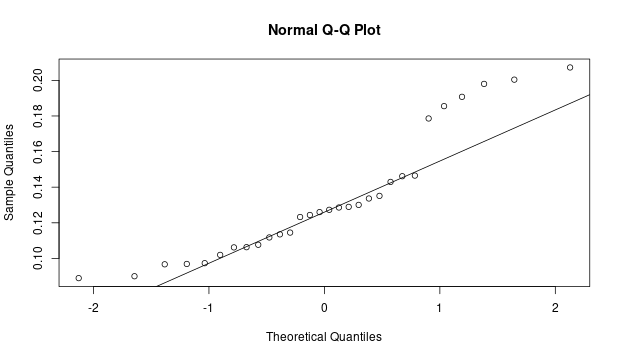 Normal Q-Q Plot
Sample Quantiles
0.20
0.18
0.16
0.14
0.12
0.10
-2 -1 0 1 2
Theoretical Quantiles